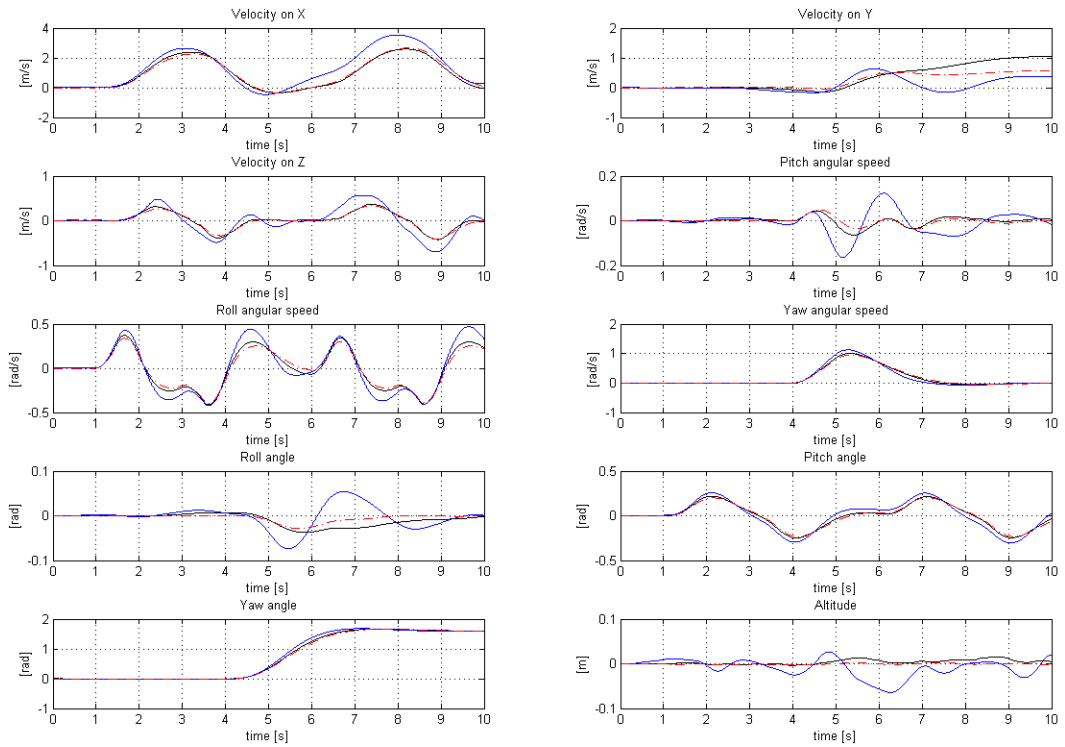 Velocity on X
4
2
0
-2
[m/s]
0 1 2 3 4 5 6 7 8 9 10
time [s]
Velocity on Y
2
1
0
-1
[m/s]
0 1 2 3 4 5 6 7 8 9 10
time [s]
Velocity on Z
1
0
-1
[m/s]
0 1 2 3 4 5 6 7 8 9 10
time [s]
Pitch angular speed
0.2
0
-0.2
[rad/s]
0 1 2 3 4 5 6 7 8 9 10
time [s]
Roll angular speed
0.5
0
-0.5
[rad/s]
0 1 2 3 4 5 6 7 8 9 10
time [s]
Yaw angular speed
2
1
0
-1
[rad/s]
0 1 2 3 4 5 6 7 8 9 10
time [s]
Roll angle
0.1
0
-0.1
[rad]
0 1 2 3 4 5 6 7 8 9 10
time [s]
Pitch angle
0.5
0
-0.5
[rad]
0 1 2 3 4 5 6 7 8 9 10
time [s]
Yaw angle
2
1
0
-1
[rad]
0 1 2 3 4 5 6 7 8 9 10
time [s]
Altitude
0.1
0
-0.1
[m]
0 1 2 3 4 5 6 7 8 9 10
time [s]